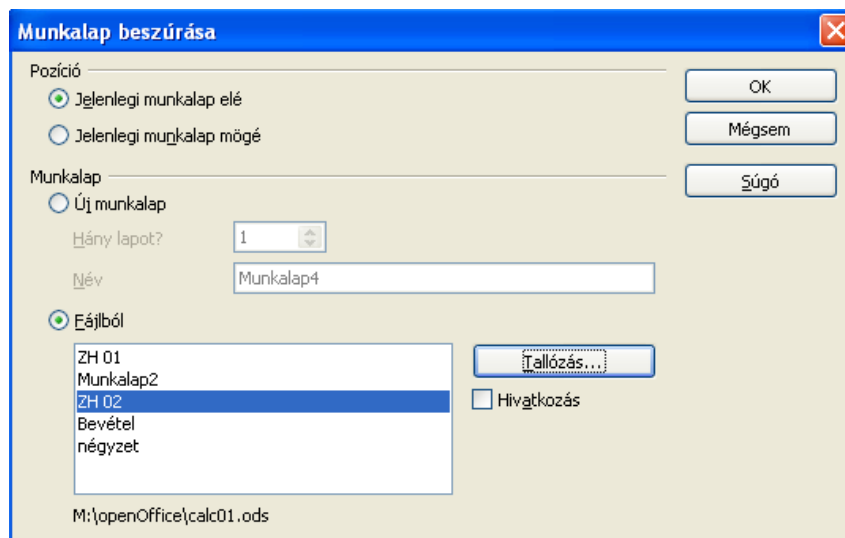 Munkalap beszúrása
Pozíció
Jelenlegi munkalap elé
Jelenlegi munkalap mögé
OK
Mégsem
Súgó
Munkalap
Új munkalap
Hány lapot?
1
Név
Munkalap4
Fájlból
ZH 01
Munkalap2
ZH 02
Bevétel
négyzet
Tallózás...
Hivatkozás
M:\openOffice\calc01.ods